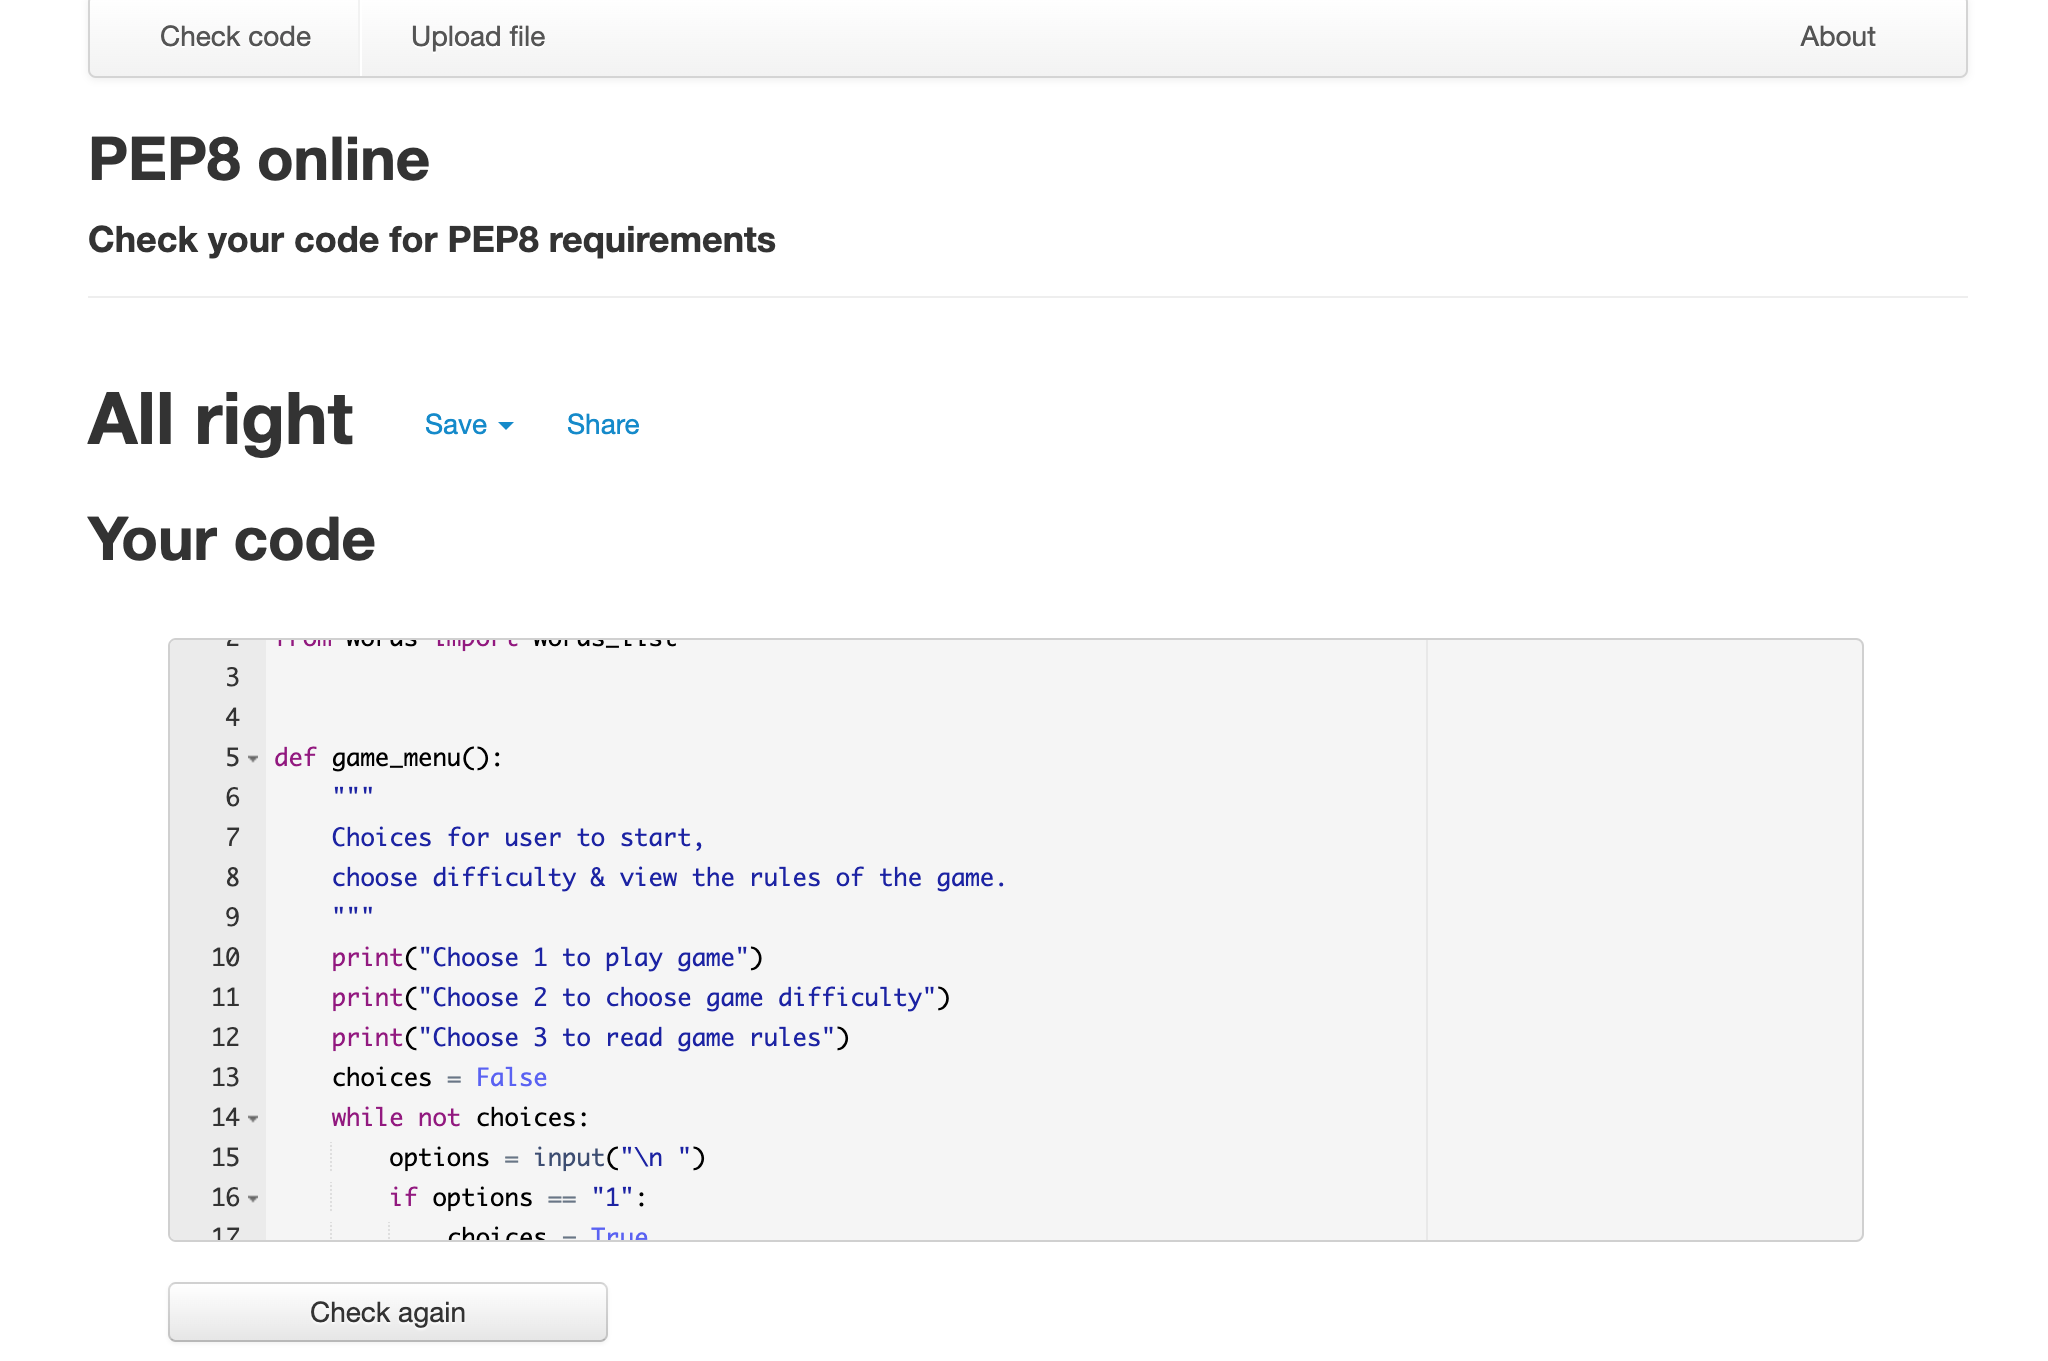 Check code Upload file About
PEP8 online
Check your code for PEP8 requirements
All right Save Share
Your code
2 from words import words_list
3
4
5 def game_menu():
6 """
7 Choices for user to start,
8 choose difficulty & view the rules of the game.
9 """
10 print("Choose 1 to play game")
11 print("Choose 2 to choose game difficulty")
12 print("Choose 3 to read game rules")
13 choices = False
14 while not choices:
15 options = input("\n ")
16 if options == "1":
17 choices = True
Check again